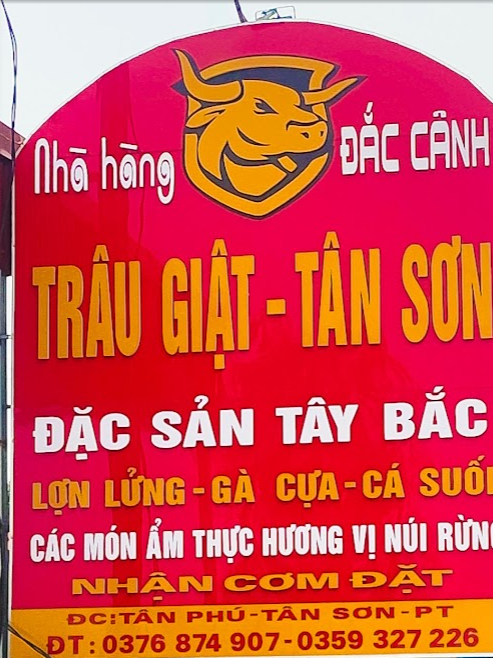 Nhà hàng ĐẮC CÂNH
TRÂU GIẬT - TÂN SƠN
ĐẶC SẢN TÂY BẮC
LỢN LỬNG - GÀ CỰA - CÁ SUỐI
CÁC MÓN ẨM THỰC HƯƠNG VỊ NÚI RỪNG
NHẬN CƠM ĐẶT
ĐC: TÂN PHÚ - TÂN SƠN - PT
ĐT : 0376 874 907 - 0359 327 226